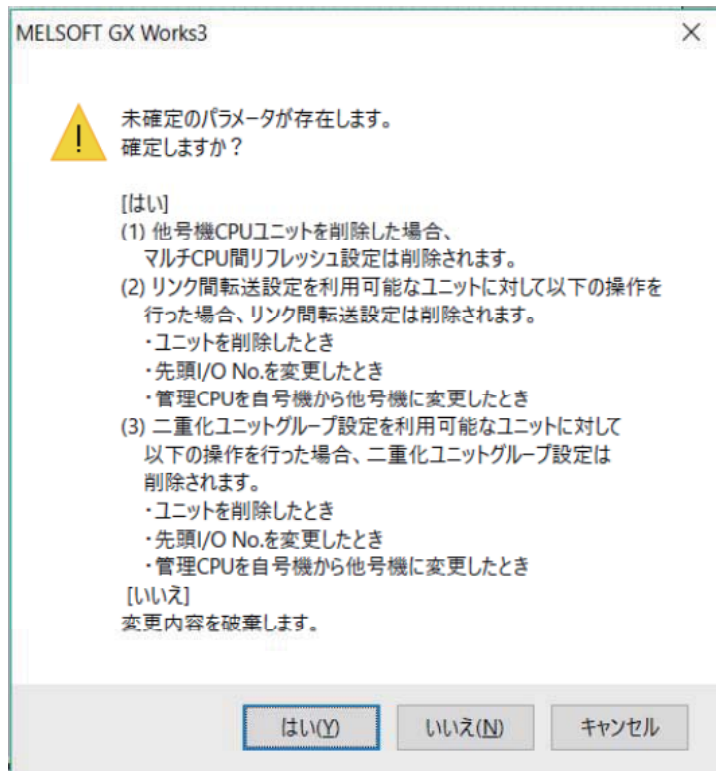 MELSOFT GX Works3
未確定のパラメータが存在します。
確定しますか？
[はい]
(1) 他号機CPUユニットを削除した場合、
マルチCPU間リフレッシュ設定は削除されます。
(2) リンク間転送設定を利用可能なユニットに対して以下の操作を
行った場合、リンク間転送設定は削除されます。
・ユニットを削除したとき
・先頭I/O No.を変更したとき
・管理CPUを自号機から他号機に変更したとき
(3) 二重化ユニットグループ設定を利用可能なユニットに対して
以下の操作を行った場合、二重化ユニットグループ設定は
削除されます。
・ユニットを削除したとき
・先頭I/O No.を変更したとき
・管理CPUを自号機から他号機に変更したとき
[いいえ]
変更内容を破棄します。
はい(Y) いいえ(N) キャンセル